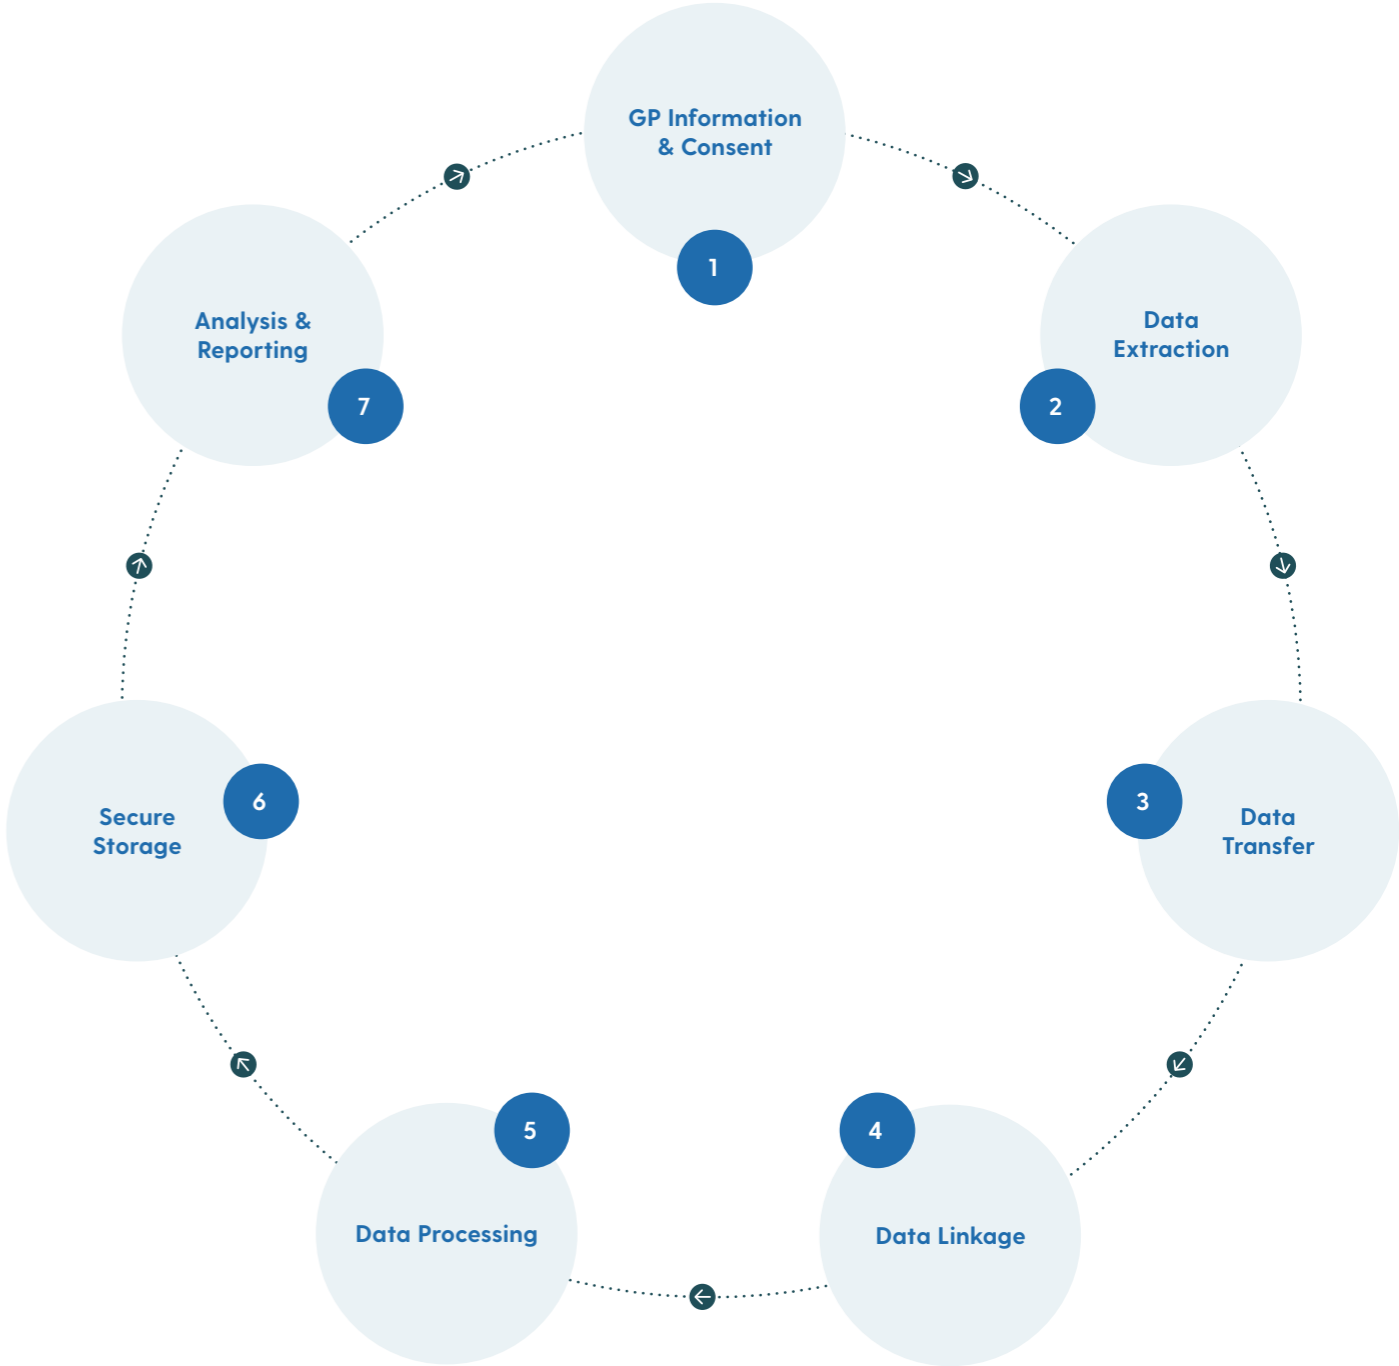 GP Information
& Consent
1
Data
Extraction
2
Data
Transfer
3
Data Linkage
4
Data Processing
5
Secure
Storage
6
Analysis &
Reporting
7